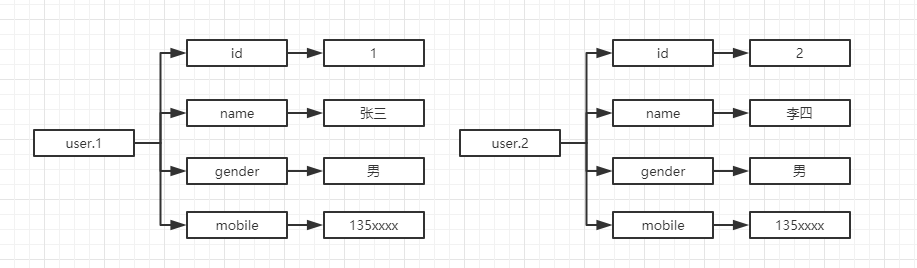 user.1
id
1
name
张三
gender
男
mobile
135xxxx
user.2
id
2
name
李四
gender
男
mobile
135xxxx